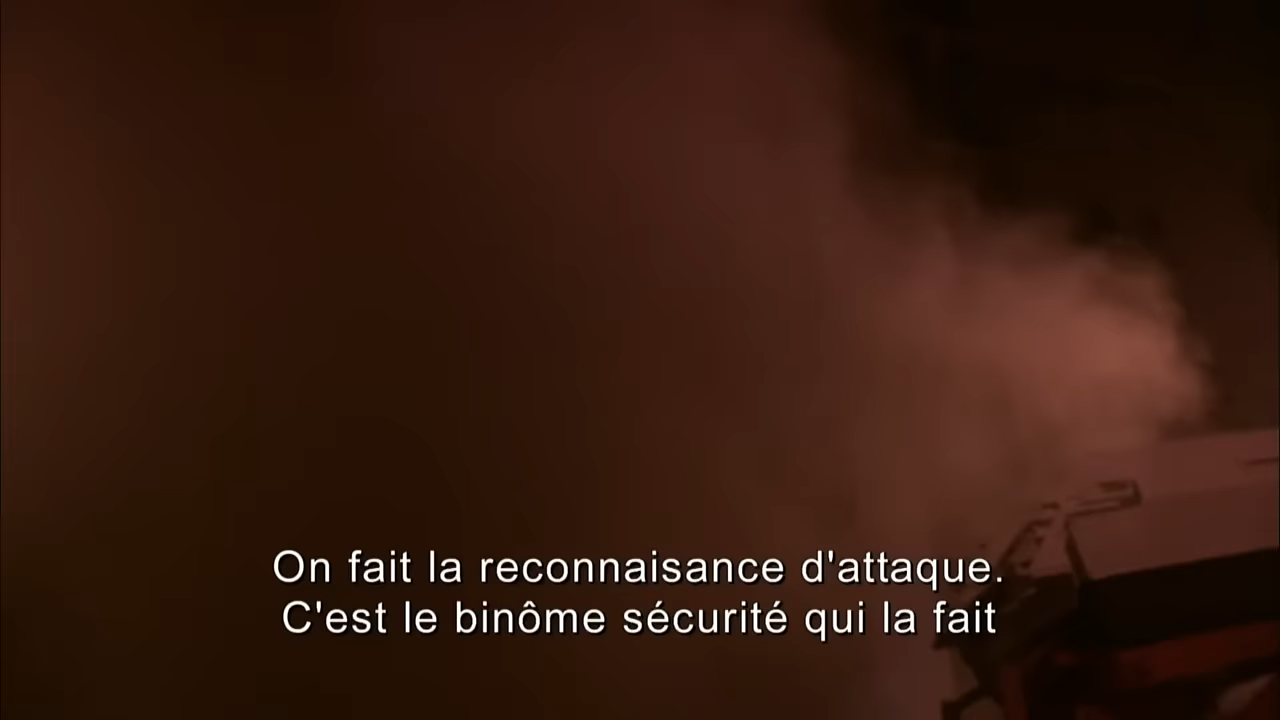 On fait la reconnaisance d'attaque.
C'est le binôme sécurité qui la fait